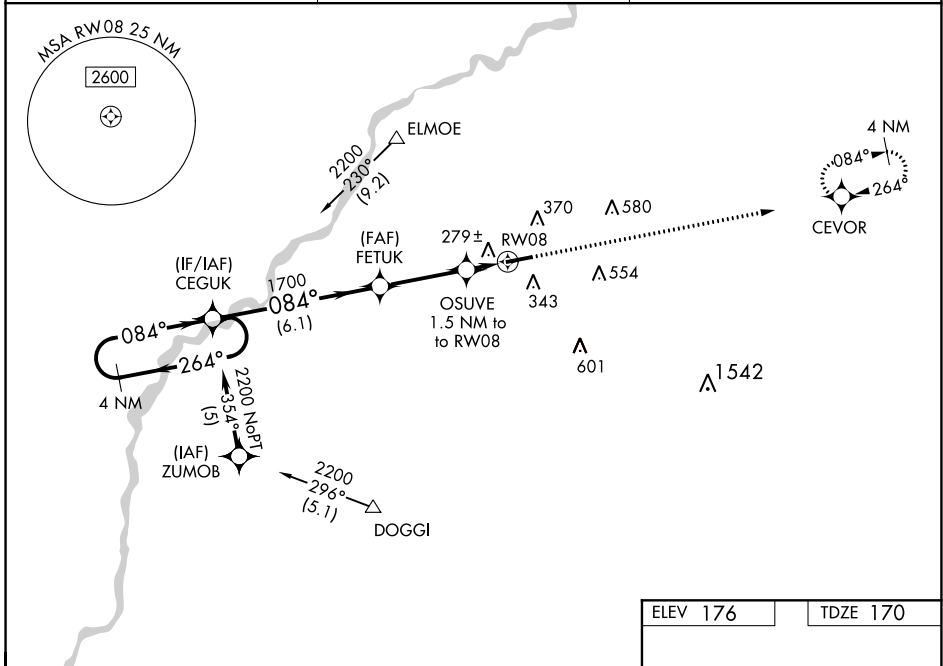 MSA RW08 25 NM
2600
ELMOE
2200
230°
(9.2)
4 NM
084°
264°
CEVOR
370
580
279±
RW08
(FAF)
FETUK
554
343
OSUVE
1.5 NM to
to RW08
(IF/IAF)
CEGUK
1700
084°
(6.1)
084°
264°
4 NM
601
1542
2200 NoPT
354°
(5)
(IAF)
ZUMOB
2200
296°
(5.1)
DOGGI
ELEV 176
TDZE 170